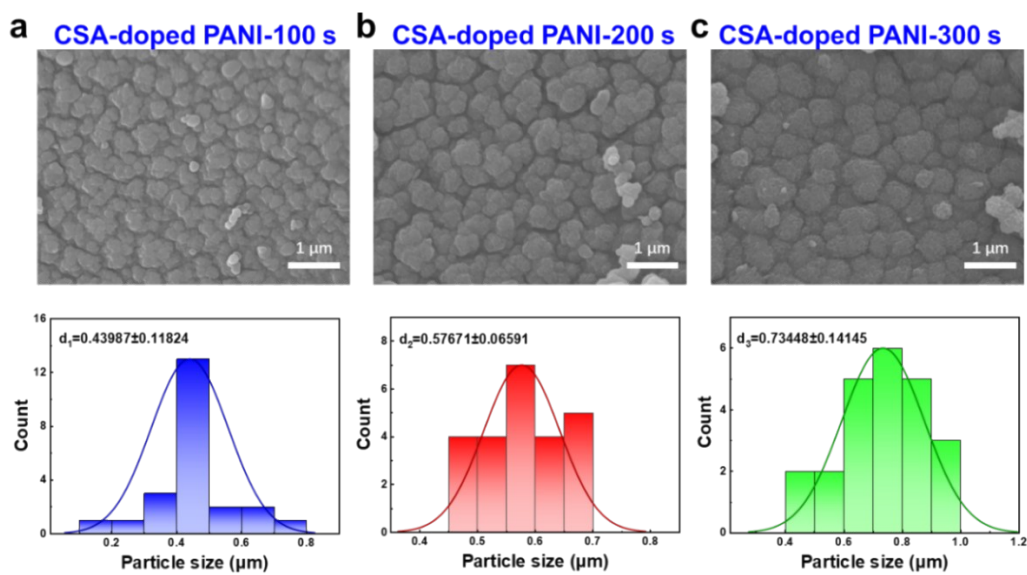 a CSA-doped PANI-100 s
b CSA-doped PANI-200 s
c CSA-doped PANI-300 s
1 µm
1 µm
1 µm
d₁=0.43987±0.11824
16
12
8
4
0
Count
0.2 0.4 0.6 0.8
Particle size (µm)
d₂=0.57671±0.06591
8
6
4
2
0
Count
0.4 0.5 0.6 0.7 0.8
Particle size (µm)
d₃=0.73448±0.14145
6
4
2
0
Count
0.4 0.6 0.8 1.0 1.2
Particle size (µm)